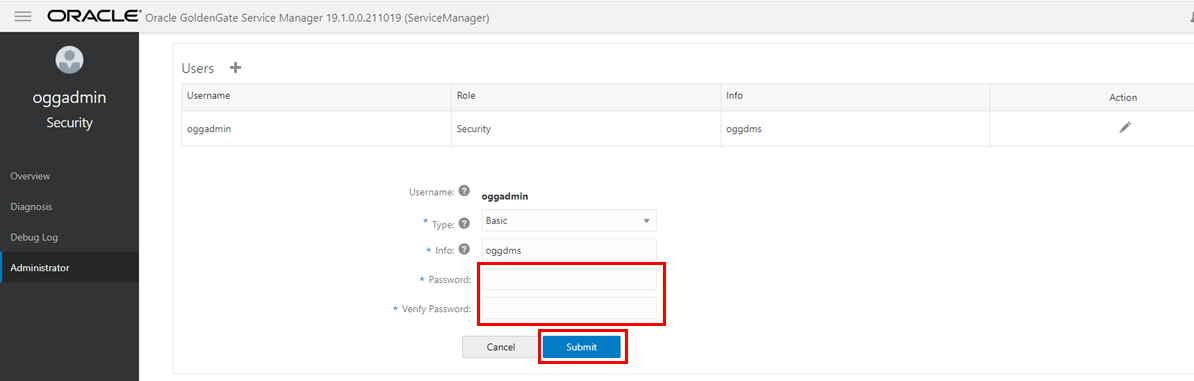 ORACLE® Oracle GoldenGate Service Manager 19.1.0.0.211019 (ServiceManager)
oggadmin
Security
Overview
Diagnosis
Debug Log
Administrator
Users +
Username Role Info Action
oggadmin Security oggdms
Username: ? oggadmin
* Type: ? Basic
* Info: ? oggdms
* Password:
* Verify Password:
Cancel Submit